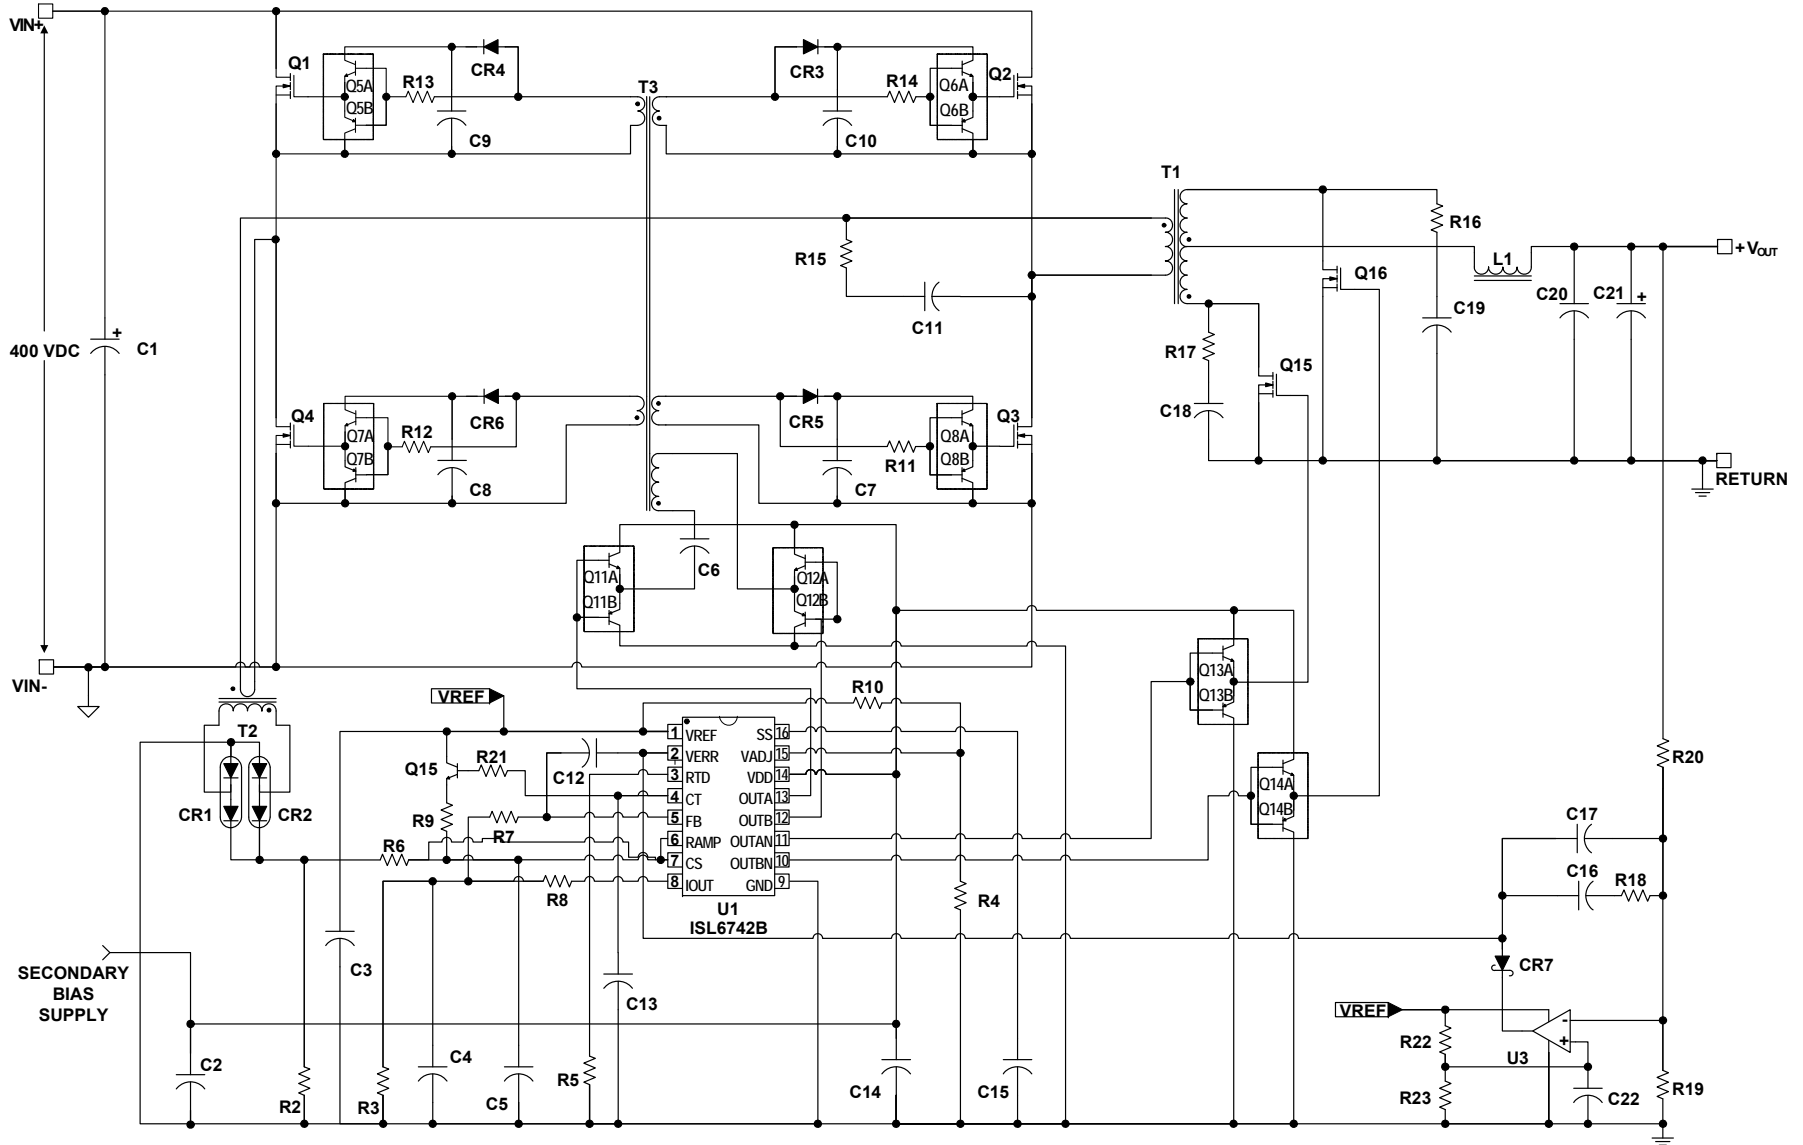 VIN+
Q1
Q5A
Q5B
R13
CR4
C9
T3
CR3
C10
R14
Q6A
Q6B
Q2
T1
R16
R15
C11
L1
+ VOUT
Q16
C20
C21
+
C19
400 VDC
+
C1
R17
Q15
C18
Q4
Q7A
Q7B
R12
CR6
C8
CR5
C7
R11
Q8A
Q8B
Q3
RETURN
C6
Q11A
Q11B
Q12A
Q12B
VIN-
T2
VREF
R10
Q13A
Q13B
1 VREF
2 VERR
3 RTD
4 CT
5 FB
6 RAMP
7 CS
8 IOUT
SS 16
VADJ 15
VDD 14
OUTA 13
OUTB 12
OUTAN 11
OUTBN 10
GND 9
U1
ISL6742B
Q15
R21
C12
R9
R7
R6
R8
CR1
CR2
Q14A
Q14B
R20
C17
C16
R18
R4
CR7
C3
C13
SECONDARY
BIAS
SUPPLY
VREF
R22
-
+
U3
C2
R2
R3
C4
C5
R5
C14
C15
R23
C22
R19